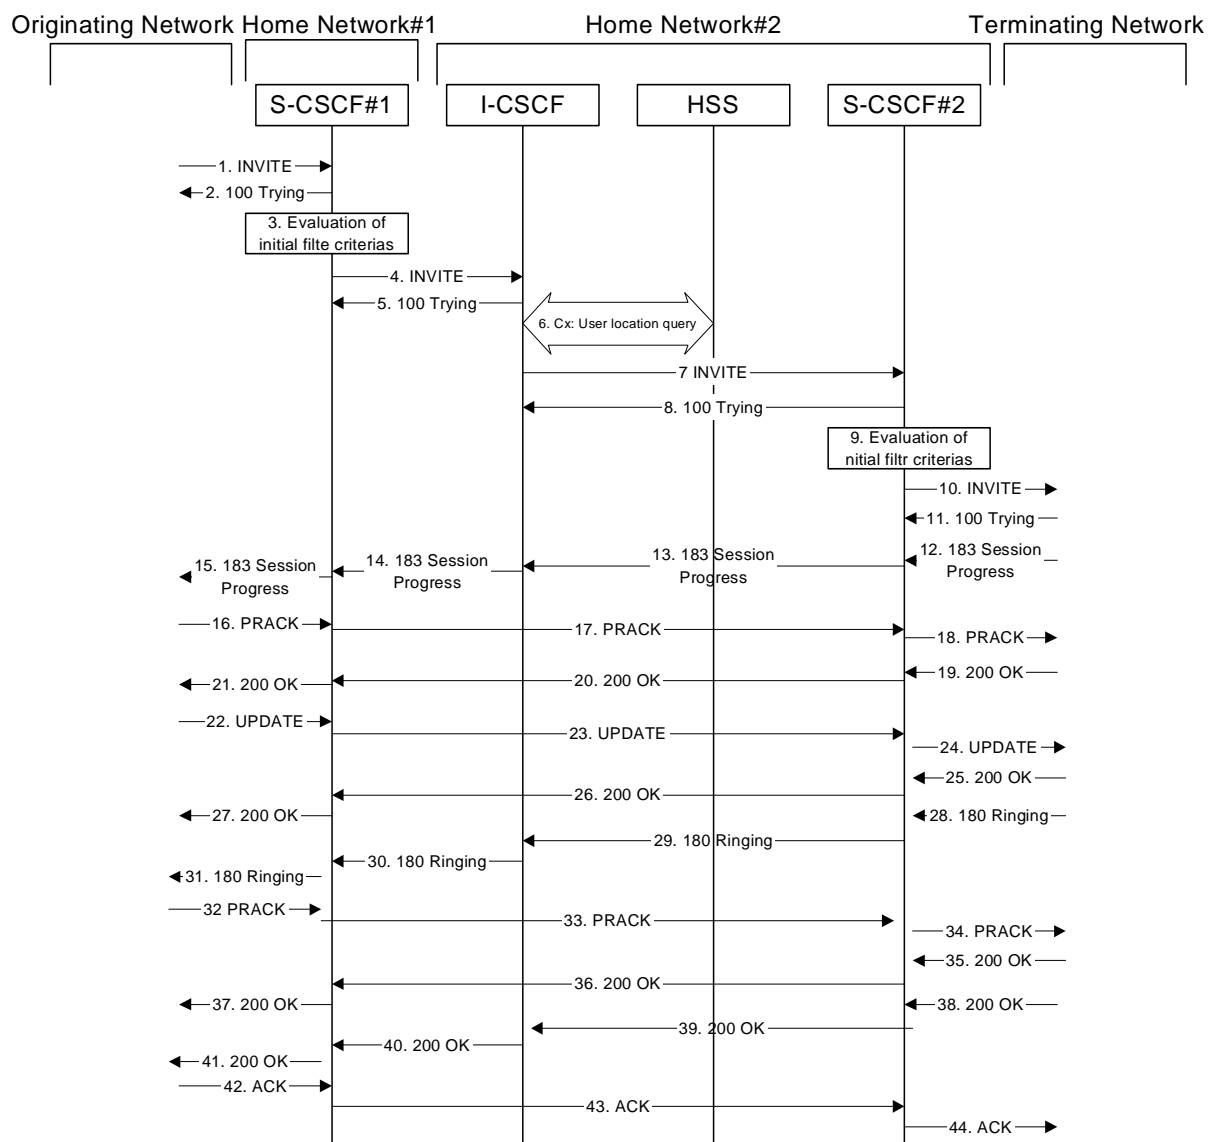 Originating Network Home Network#1 Home Network#2 Terminating Network
S-CSCF#1 I-CSCF HSS S-CSCF#2
1. INVITE
2. 100 Trying
3. Evaluation of
initial filte criterias
4. INVITE
5. 100 Trying
6. Cx: User location query
7 INVITE
8. 100 Trying
9. Evaluation of
nitial filtr criterias
10. INVITE
11. 100 Trying
12. 183 Session
Progress
13. 183 Session
Progress
14. 183 Session
Progress
15. 183 Session
Progress
16. PRACK
17. PRACK
18. PRACK
19. 200 OK
20. 200 OK
21. 200 OK
22. UPDATE
23. UPDATE
24. UPDATE
25. 200 OK
26. 200 OK
27. 200 OK
28. 180 Ringing
29. 180 Ringing
30. 180 Ringing
31. 180 Ringing
32 PRACK
33. PRACK
34. PRACK
35. 200 OK
36. 200 OK
37. 200 OK
38. 200 OK
39. 200 OK
40. 200 OK
41. 200 OK
42. ACK
43. ACK
44. ACK